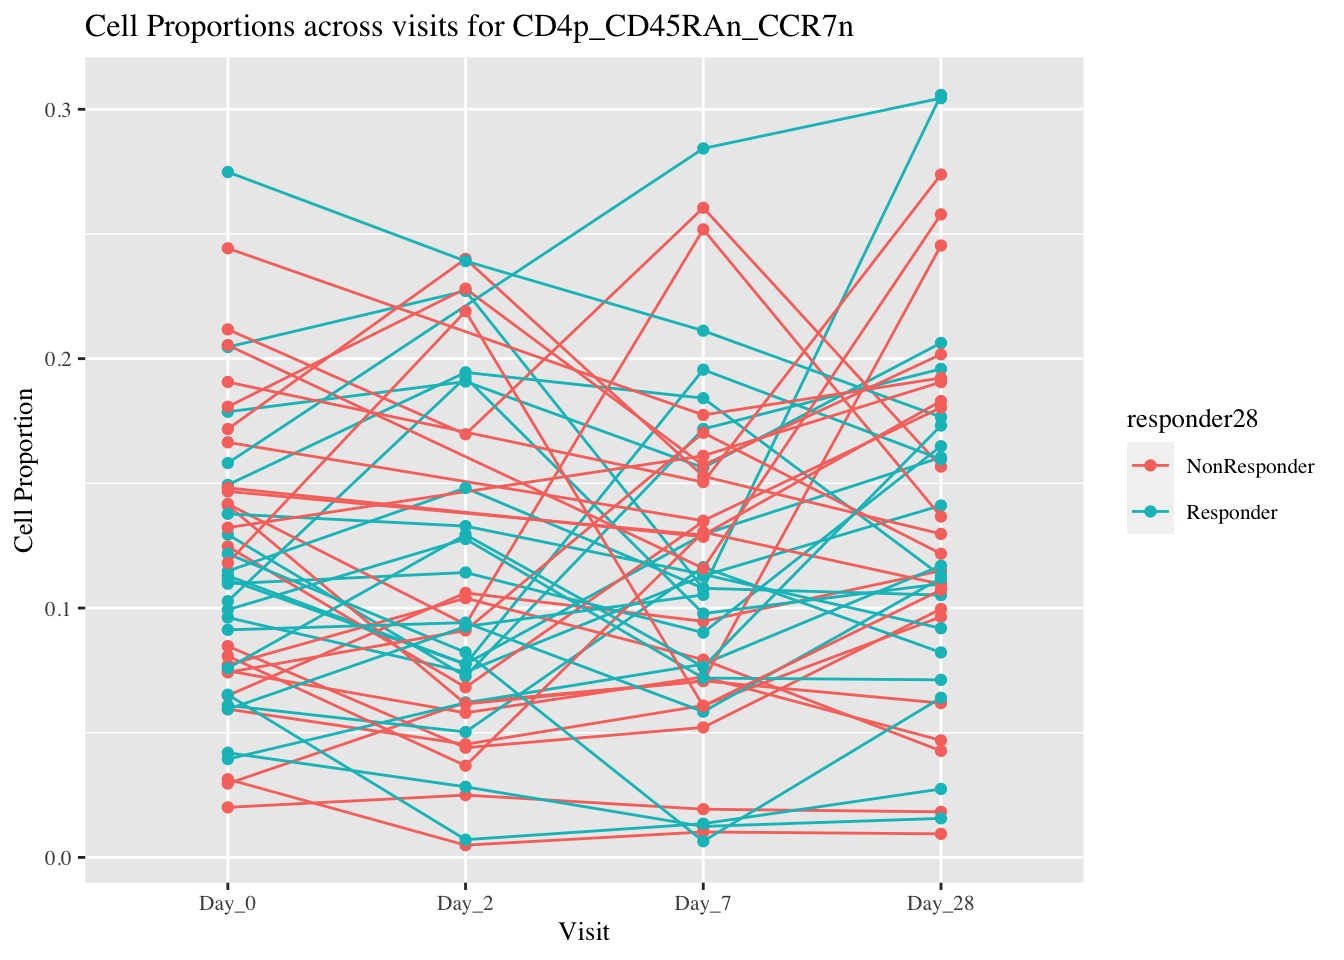 Cell Proportions across visits for CD4p_CD45RAn_CCR7n
0.3
0.2
0.1
0.0
Cell Proportion
Day_0
Day_2
Day_7
Day_28
Visit
responder28
NonResponder
Responder